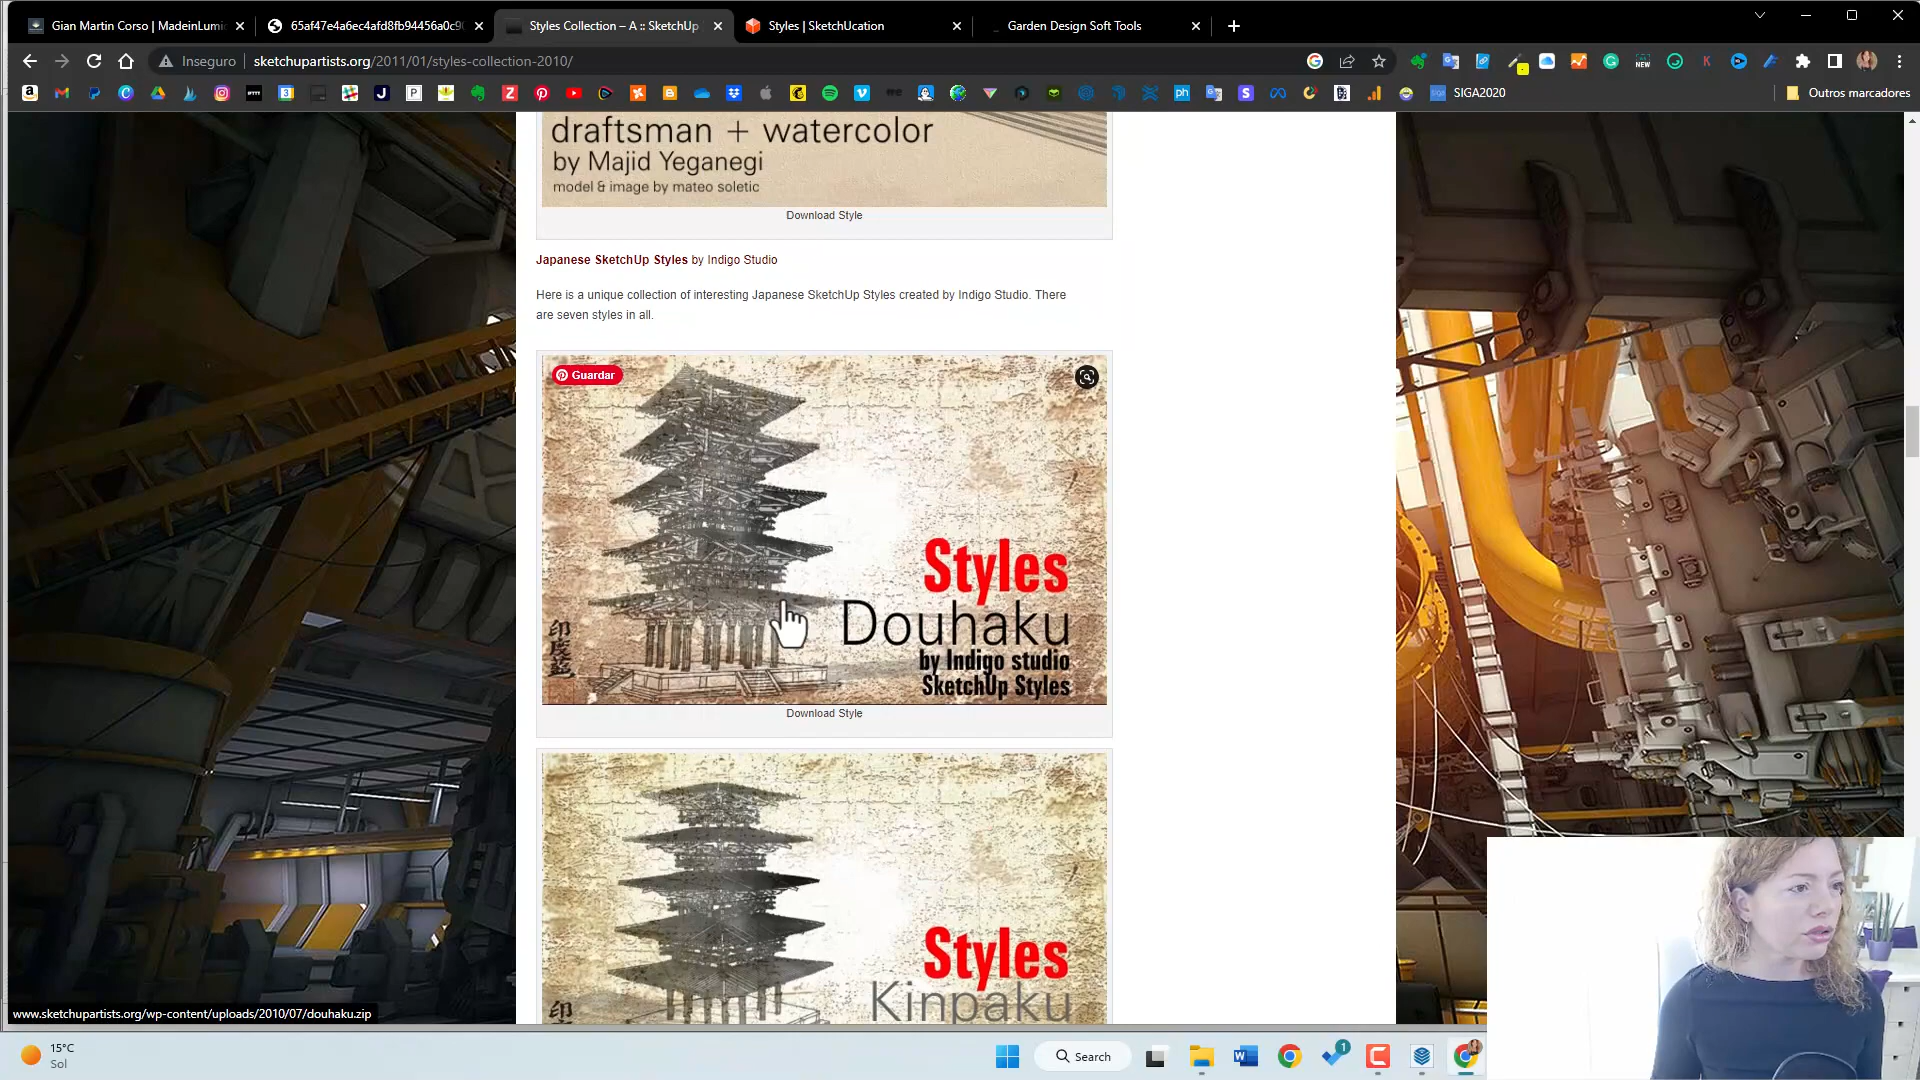 Gian Martin Corso | MadeinLumi
65af47e4a6ec4afd8fb94456a0c9
Styles Collection – A :: SketchUp
Styles | SketchUcation
Garden Design Soft Tools
Inseguro
sketchupartists.org/2011/01/styles-collection-2010/
SIGA2020
Outros marcadores
draftsman + watercolor
by Majid Yeganegi
model & image by mateo soletic
Download Style
Japanese SketchUp Styles by Indigo Studio
Here is a unique collection of interesting Japanese SketchUp Styles created by Indigo Studio. There
are seven styles in all.
Guardar
Styles
Douhaku
by Indigo studio
SketchUp Styles
Download Style
Styles
Kinpaku
www.sketchupartists.org/wp-content/uploads/2010/07/douhaku.zip
15°C
Sol
Search
1